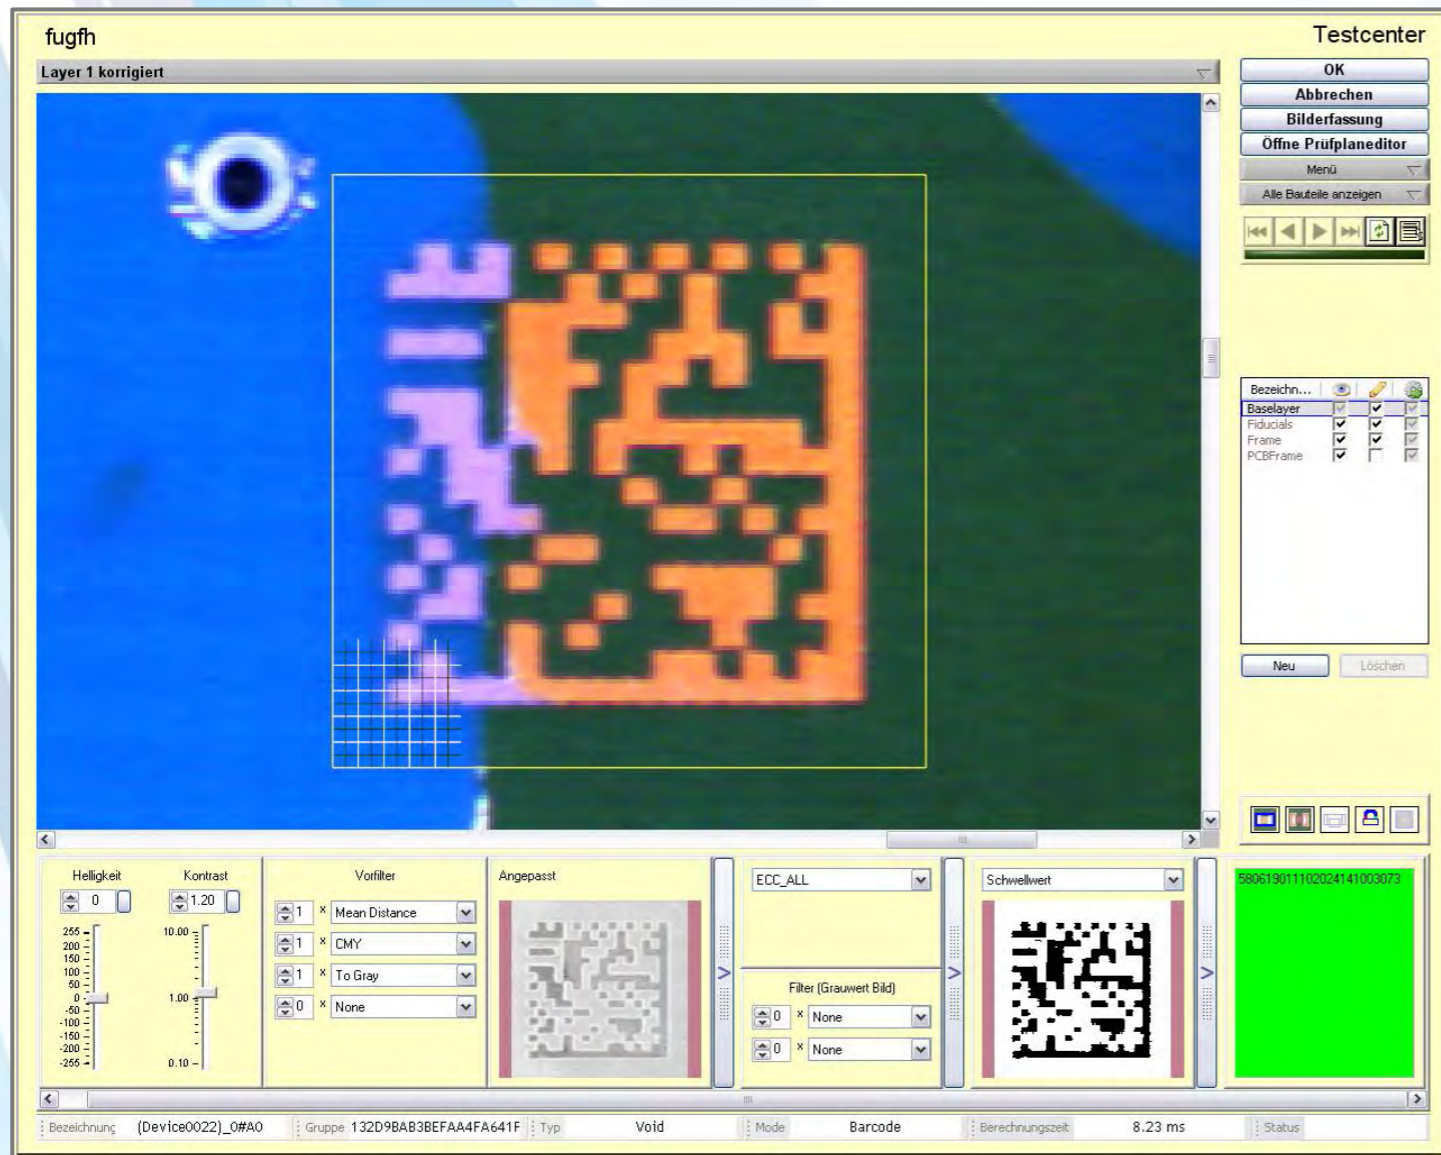 fugfh
Testcenter
Layer 1 korrigiert
OK
Abbrechen
Bilderfassung
Öffne Prüfplaneditor
Menü
Alle Bauteile anzeigen
Bezeichn...
Baselayer
Fiducials
Frame
PCBFrame
Neu
Löschen
Helligkeit
Kontrast
0
1.20
255
200
150
100
50
0
-50
-100
-150
-200
-255
10.00
1.00
0.10
Vorfilter
1 x Mean Distance
1 x CMY
1 x To Gray
0 x None
Angepasst
>
ECC_ALL
Filter (Grauwert Bild)
0 x None
0 x None
>
Schwellwert
>
580619011102024141003073
Bezeichnung (Device0022)_0#A0
Gruppe 132D9BAB3BEFAA4FA641F
Typ Void
Mode Barcode
Berechnungszeit 8.23 ms
Status